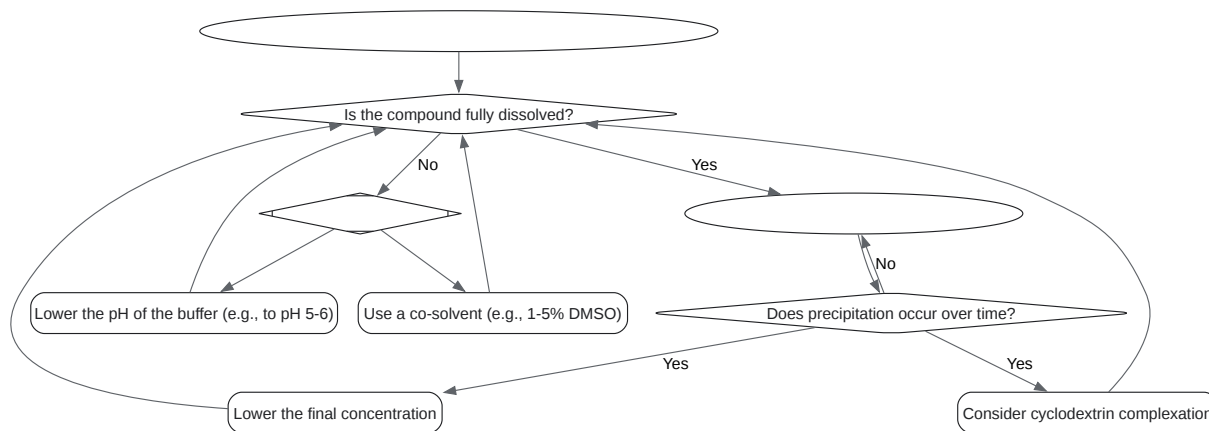 Is the compound fully dissolved?
No
Yes
No
Lower the pH of the buffer (e.g., to pH 5-6)
Use a co-solvent (e.g., 1-5% DMSO)
Does precipitation occur over time?
Yes
Yes
Lower the final concentration
Consider cyclodextrin complexation